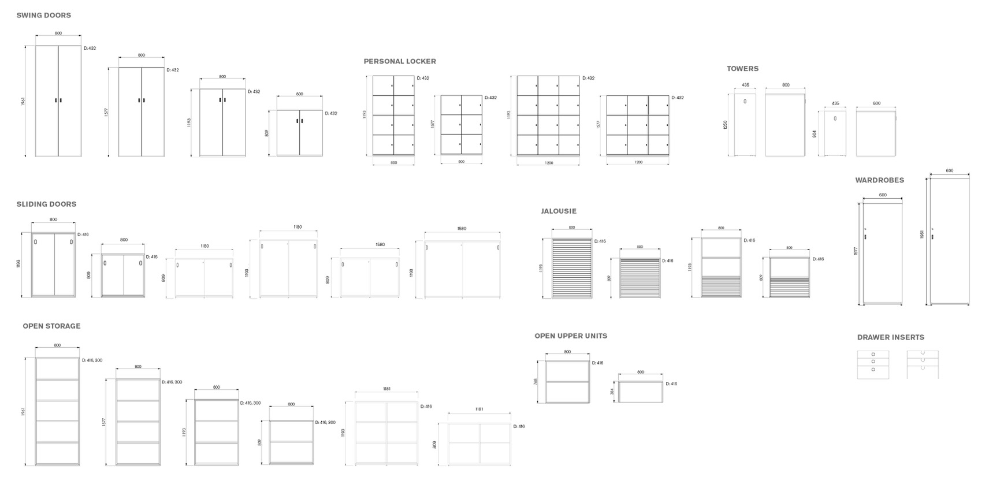 SWING DOORS
800
D: 432
1961
800
D: 432
1577
800
D: 432
1193
800
D: 432
809
PERSONAL LOCKER
D: 432
1193
800
D: 432
1577
800
D: 432
1193
1200
D: 432
1577
1200
TOWERS
435
800
1250
435
800
904
WARDROBES
600
1577
600
1961
SLIDING DOORS
800
D: 416
1193
800
D: 416
809
1180
809
1180
1193
1580
809
1580
1193
JALOUSIE
800
D: 416
1193
800
D: 416
809
800
D: 416
1193
800
D: 416
809
OPEN STORAGE
800
D: 416, 300
1961
800
D: 416, 300
1577
800
D: 416, 300
1193
800
D: 416, 300
809
1181
D: 416
1193
1181
D: 416
809
OPEN UPPER UNITS
800
D: 416
768
800
D: 416
384
DRAWER INSERTS